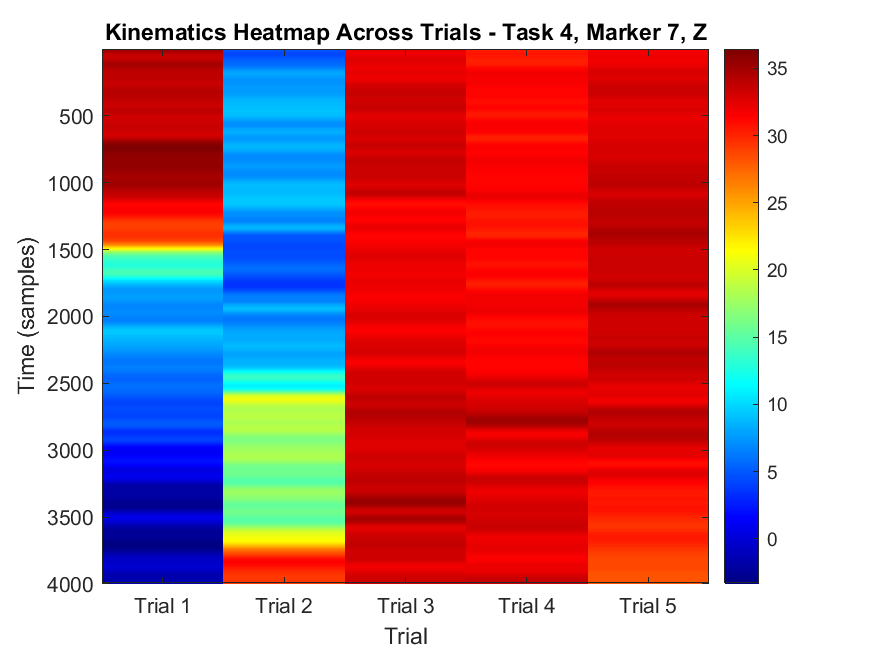 Kinematics Heatmap Across Trials - Task 4, Marker 7, Z
Time (samples)
500
1000
1500
2000
2500
3000
3500
4000
Trial 1
Trial 2
Trial 3
Trial 4
Trial 5
Trial
35
30
25
20
15
10
5
0